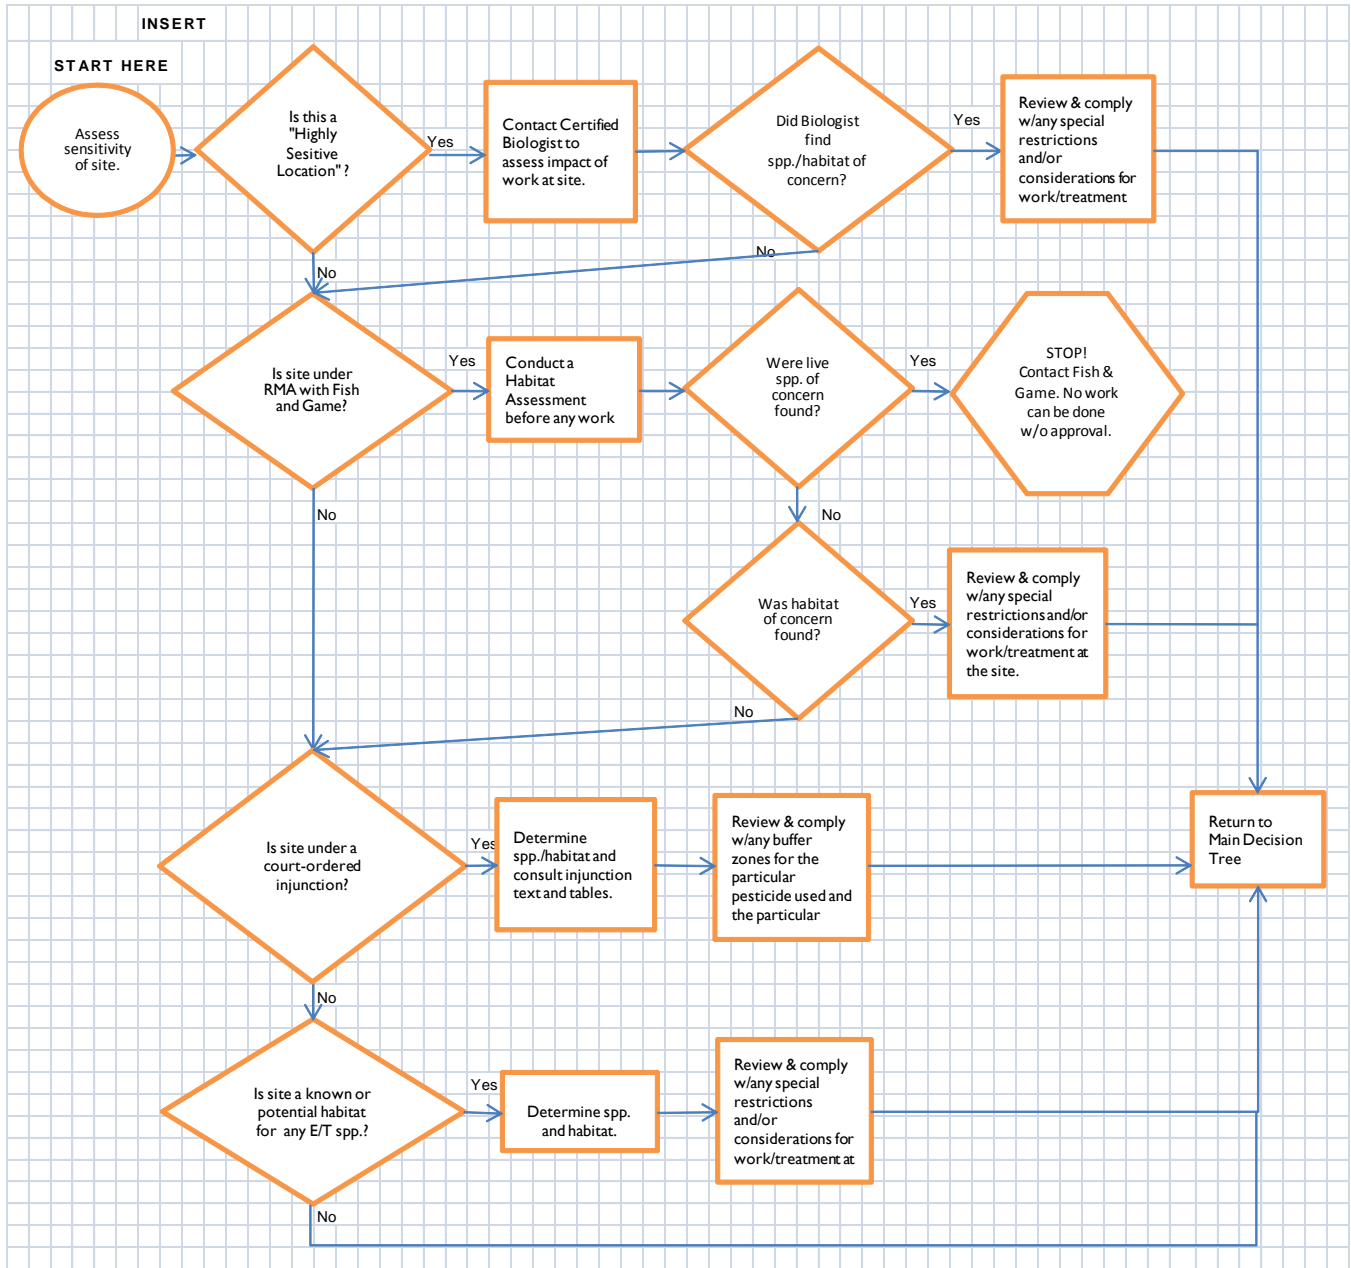 INSERT
START HERE
Assess
sensitivity
of site.
Is this a
"Highly
Sesitive
Location" ?
Yes
Contact Certified
Biologist to
assess impact of
work at site.
Did Biologist
find
spp./habitat of
concern?
Yes
Review & comply
w/any special
restrictions
and/or
considerations for
work/treatment
No
No
Is site under
RMA with Fish
and Game?
Yes
Conduct a
Habitat
Assessment
before any work
Were live
spp. of
concern
found?
Yes
STOP!
Contact Fish &
Game. No work
can be done
w/o approval.
No
No
Was habitat
of concern
found?
Yes
Review & comply
w/any special
restrictions and/or
considerations for
work/treatment at
the site.
No
Is site under a
court-ordered
injunction?
Yes
Determine
spp./habitat and
consult injunction
text and tables.
Review & comply
w/any buffer
zones for the
particular
pesticide used and
the particular
Return to
Main Decision
Tree
No
Is site a known or
potential habitat
for any E/T spp.?
Yes
Determine spp.
and habitat.
Review & comply
w/any special
restrictions
and/or
considerations for
work/treatment at
No